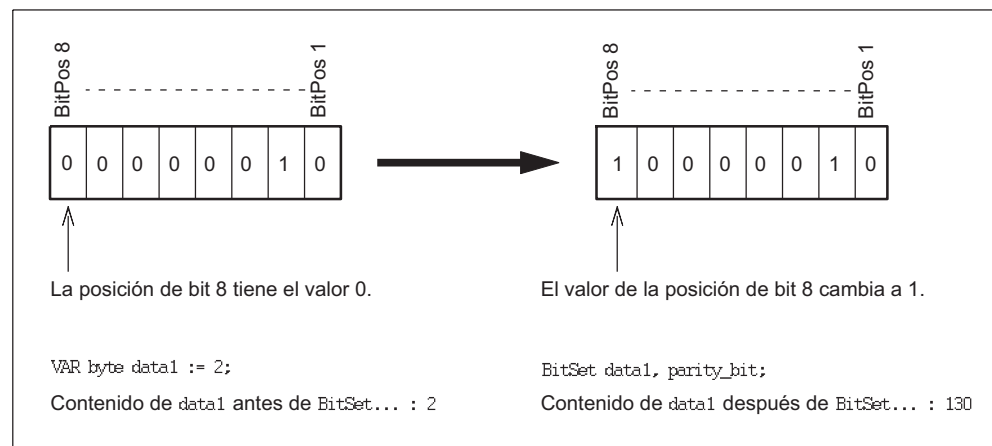 BitPos 8
BitPos 1
0 0 0 0 0 0 1 0
La posición de bit 8 tiene el valor 0.
VAR byte data1 := 2;
Contenido de data1 antes de BitSet... : 2
BitPos 8
BitPos 1
1 0 0 0 0 0 1 0
El valor de la posición de bit 8 cambia a 1.
BitSet data1, parity_bit;
Contenido de data1 después de BitSet... : 130